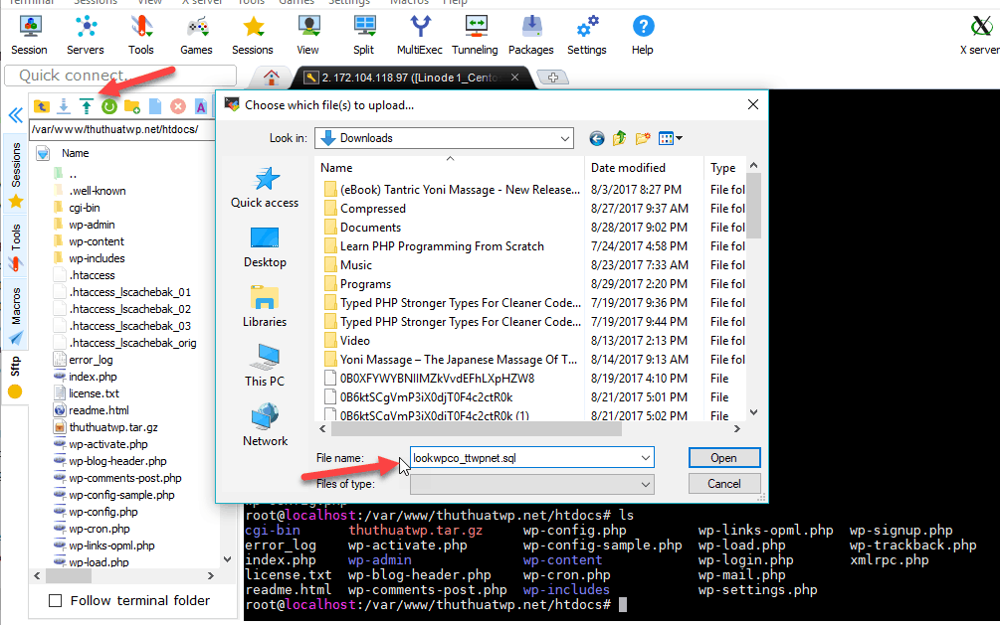 Terminal Sessions View X server Tools Games Settings Macros Help
Session Servers Tools Games Sessions View Split MultiExec Tunneling Packages Settings Help X server
Quick connect...
2. 172.104.118.97 ([Linode1_Cento
/var/www/thuthuatwp.net/htdocs/
Sessions
Tools
Macros
Sftp
Name
..
.well-known
cgi-bin
wp-admin
wp-content
wp-includes
.htaccess
.htaccess_lscachebak_01
.htaccess_lscachebak_02
.htaccess_lscachebak_03
.htaccess_lscachebak_orig
error_log
index.php
license.txt
readme.html
thuthuatwp.tar.gz
wp-activate.php
wp-blog-header.php
wp-comments-post.php
wp-config-sample.php
wp-config.php
wp-cron.php
wp-links-opml.php
wp-load.php
Follow terminal folder
Choose which file(s) to upload...
Look in: Downloads
Quick access
Desktop
Libraries
This PC
Network
Name Date modified Type
(eBook) Tantric Yoni Massage - New Release... 8/3/2017 8:27 PM File fol
Compressed 8/27/2017 9:37 AM File fol
Documents 8/28/2017 9:02 PM File fol
Learn PHP Programming From Scratch 7/24/2017 4:58 PM File fol
Music 8/23/2017 7:33 AM File fol
Programs 8/29/2017 2:20 PM File fol
Typed PHP Stronger Types For Cleaner Code... 7/19/2017 9:36 PM File fol
Typed PHP Stronger Types For Cleaner Code... 7/19/2017 9:44 PM File fol
Video 8/13/2017 2:13 PM File fol
Yoni Massage – The Japanese Massage Of T... 8/14/2017 9:13 AM File fol
0B0XFYWYBNIIMZkVvdEFhLXpHZW8 8/19/2017 4:10 PM File
0B6ktSCgVmP3iX0djT0F4c2ctR0k 8/21/2017 5:01 PM File
0B6ktSCgVmP3iX0djT0F4c2ctR0k (1) 8/21/2017 5:02 PM File
File name: lookwpco_ttwpnet.sql Open
Files of type: Cancel
wp-config.php
root@localhost:/var/www/thuthuatwp.net/htdocs# ls
cgi-bin thuthuatwp.tar.gz wp-config.php wp-links-opml.php wp-signup.php
error_log wp-activate.php wp-config-sample.php wp-load.php wp-trackback.php
index.php wp-admin wp-content wp-login.php xmlrpc.php
license.txt wp-blog-header.php wp-cron.php wp-mail.php
readme.html wp-comments-post.php wp-includes wp-settings.php
root@localhost:/var/www/thuthuatwp.net/htdocs#